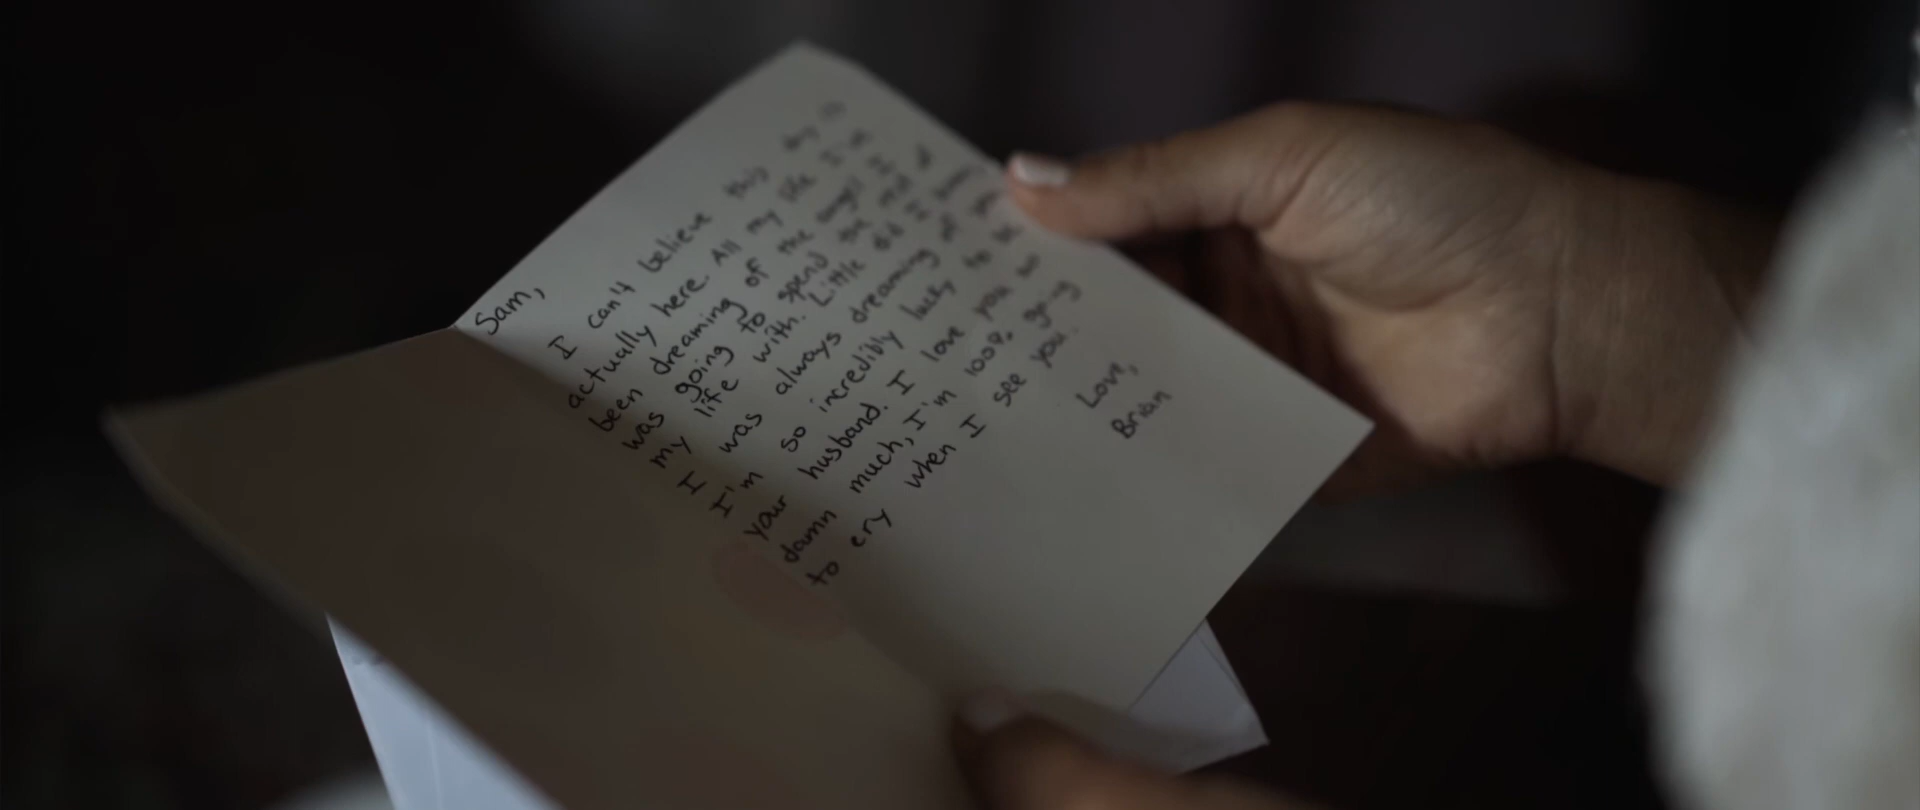 Sam,
I can't believe this day is
actually here. All my life I've
been dreaming of the angel I
was going to spend the rest of
my life with. Little did I know,
I was always dreaming of you.
I'm so incredibly lucky to be
your husband. I love you so
damn much, I'm 100% going
to cry when I see you.
Love,
Brian